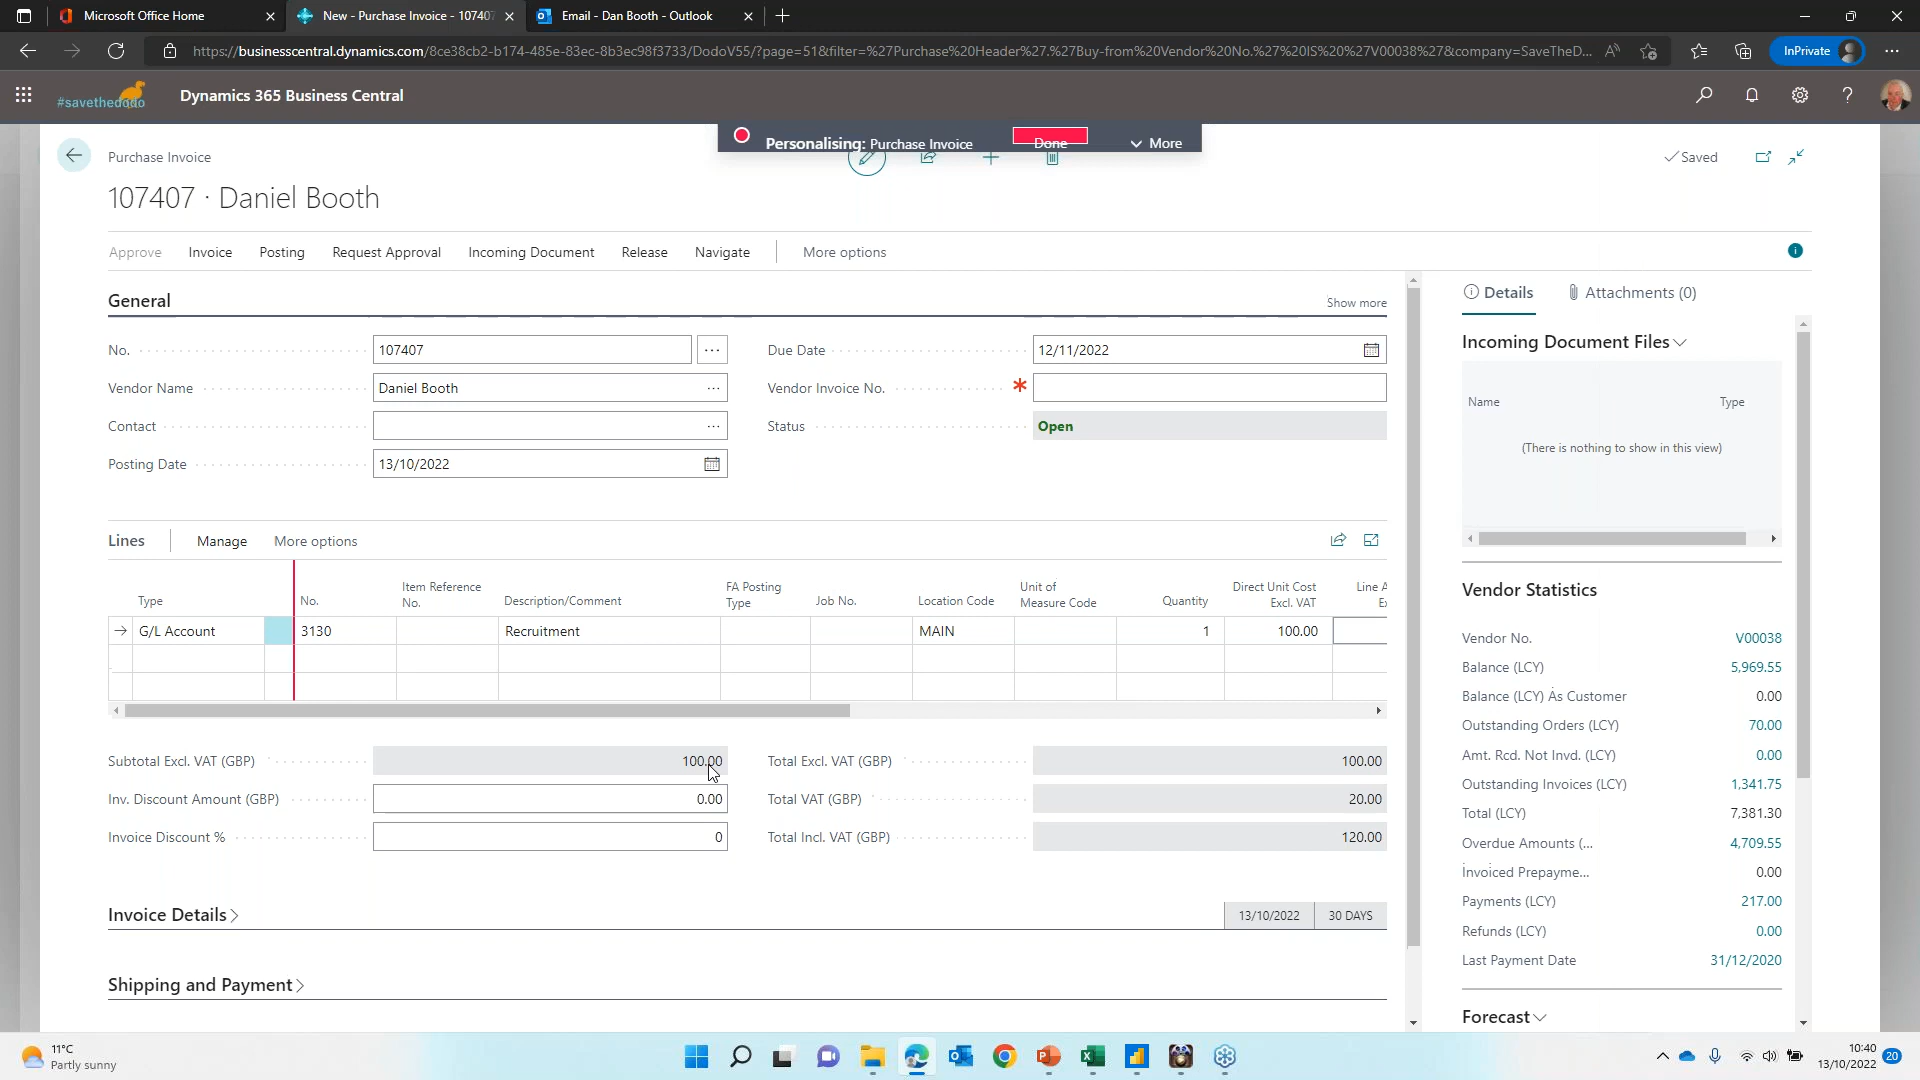 Microsoft Office Home
New - Purchase Invoice - 107407
Email - Dan Booth - Outlook
https://businesscentral.dynamics.com/8ce38cb2-b174-485e-83ec-8b3ec98f3733/DodoV55/?page=51&filter=%27Purchase%20Header%27.%27Buy-from%20Vendor%20No.%27%20IS%20%27V00038%27&company=SaveTheD...
InPrivate
#savethedodo
Dynamics 365 Business Central
Personalising: Purchase Invoice
Done
More
Purchase Invoice
Saved
107407 · Daniel Booth
Approve
Invoice
Posting
Request Approval
Incoming Document
Release
Navigate
More options
General
Show more
No.
107407
Due Date
12/11/2022
Vendor Name
Daniel Booth
Vendor Invoice No.
*
Contact
Status
Open
Posting Date
13/10/2022
Lines
Manage
More options
Type
No.
Item Reference No.
Description/Comment
FA Posting Type
Job No.
Location Code
Unit of Measure Code
Quantity
Direct Unit Cost Excl. VAT
Line A
E
G/L Account
3130
Recruitment
MAIN
1
100.00
Subtotal Excl. VAT (GBP)
100.00
Total Excl. VAT (GBP)
100.00
Inv. Discount Amount (GBP)
0.00
Total VAT (GBP)
20.00
Invoice Discount %
0
Total Incl. VAT (GBP)
120.00
Invoice Details
13/10/2022
30 DAYS
Shipping and Payment
Details
Attachments (0)
Incoming Document Files
Name
Type
(There is nothing to show in this view)
Vendor Statistics
Vendor No.
V00038
Balance (LCY)
5,969.55
Balance (LCY) As Customer
0.00
Outstanding Orders (LCY)
70.00
Amt. Rcd. Not Invd. (LCY)
0.00
Outstanding Invoices (LCY)
1,341.75
Total (LCY)
7,381.30
Overdue Amounts (...
4,709.55
Invoiced Prepayme...
0.00
Payments (LCY)
217.00
Refunds (LCY)
0.00
Last Payment Date
31/12/2020
Forecast
11°C
Partly sunny
10:40
13/10/2022
20